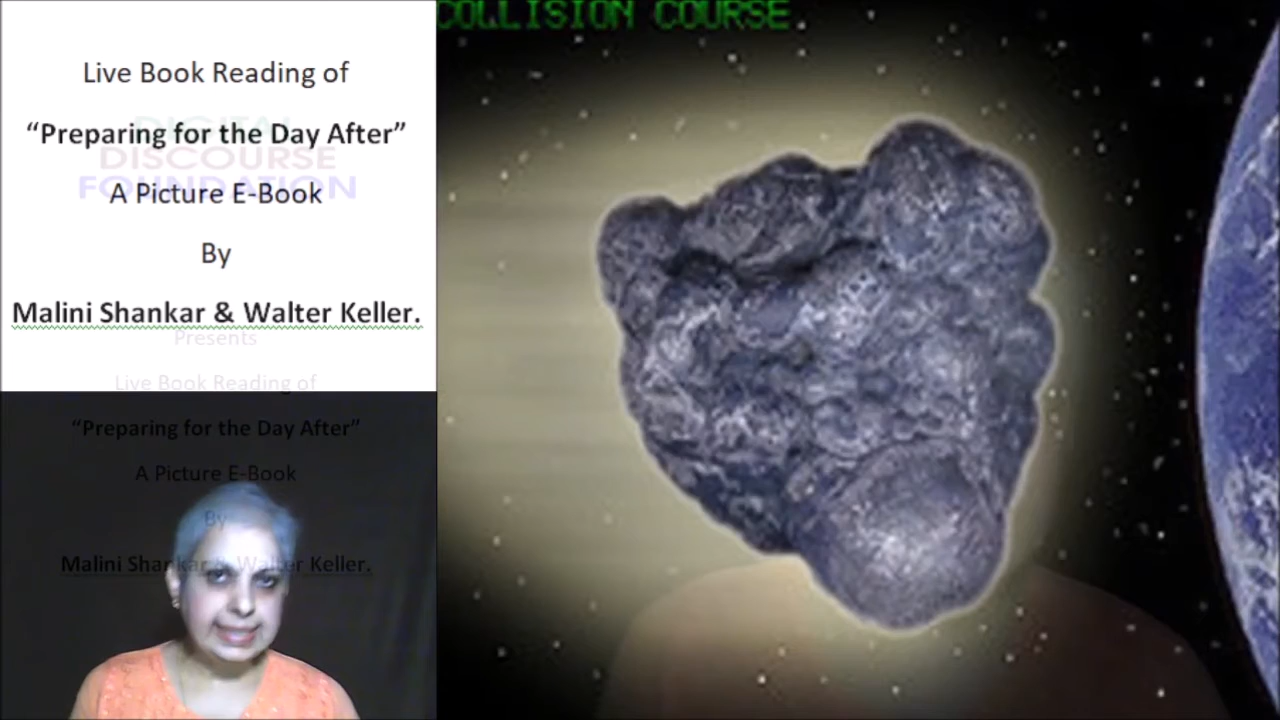 COLLISION COURSE
Live Book Reading of
“Preparing for the Day After”
A Picture E-Book
By
Malini Shankar & Walter Keller.
DIGITAL
DISCOURSE
FOUNDATION
Presents
Live Book Reading of
“Preparing for the Day After”
A Picture E-Book
By
Malini Shankar & Walter Keller.